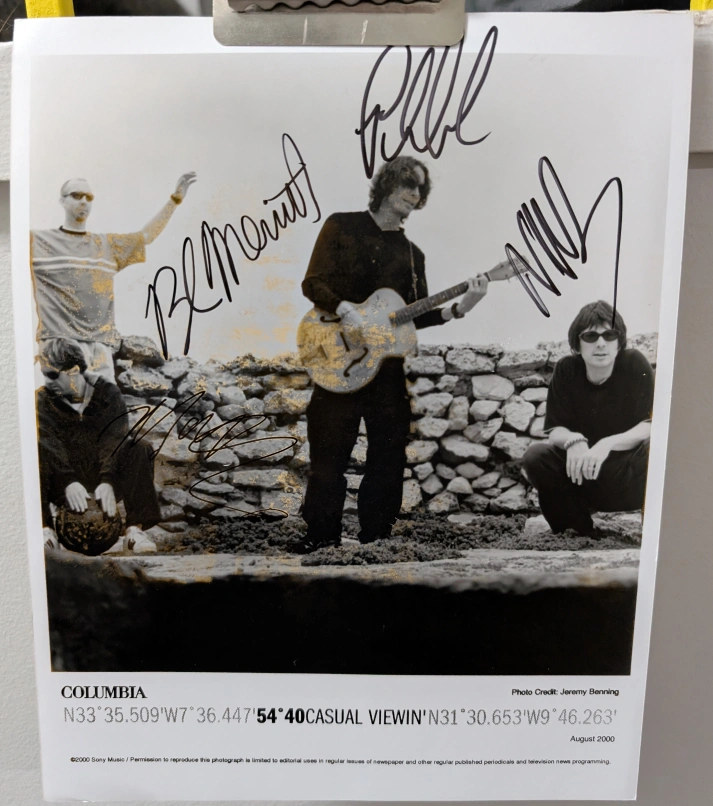 Brad Merritt
COLUMBIA
Photo Credit: Jeremy Benning
N33°35.509'W7°36.447'54°40CASUAL VIEWIN'N31°30.653'W9°46.263'
August 2000
©2000 Sony Music / Permission to reproduce this photograph is limited to editorial uses in regular issues of newspaper and other regular published periodicals and television news programming.